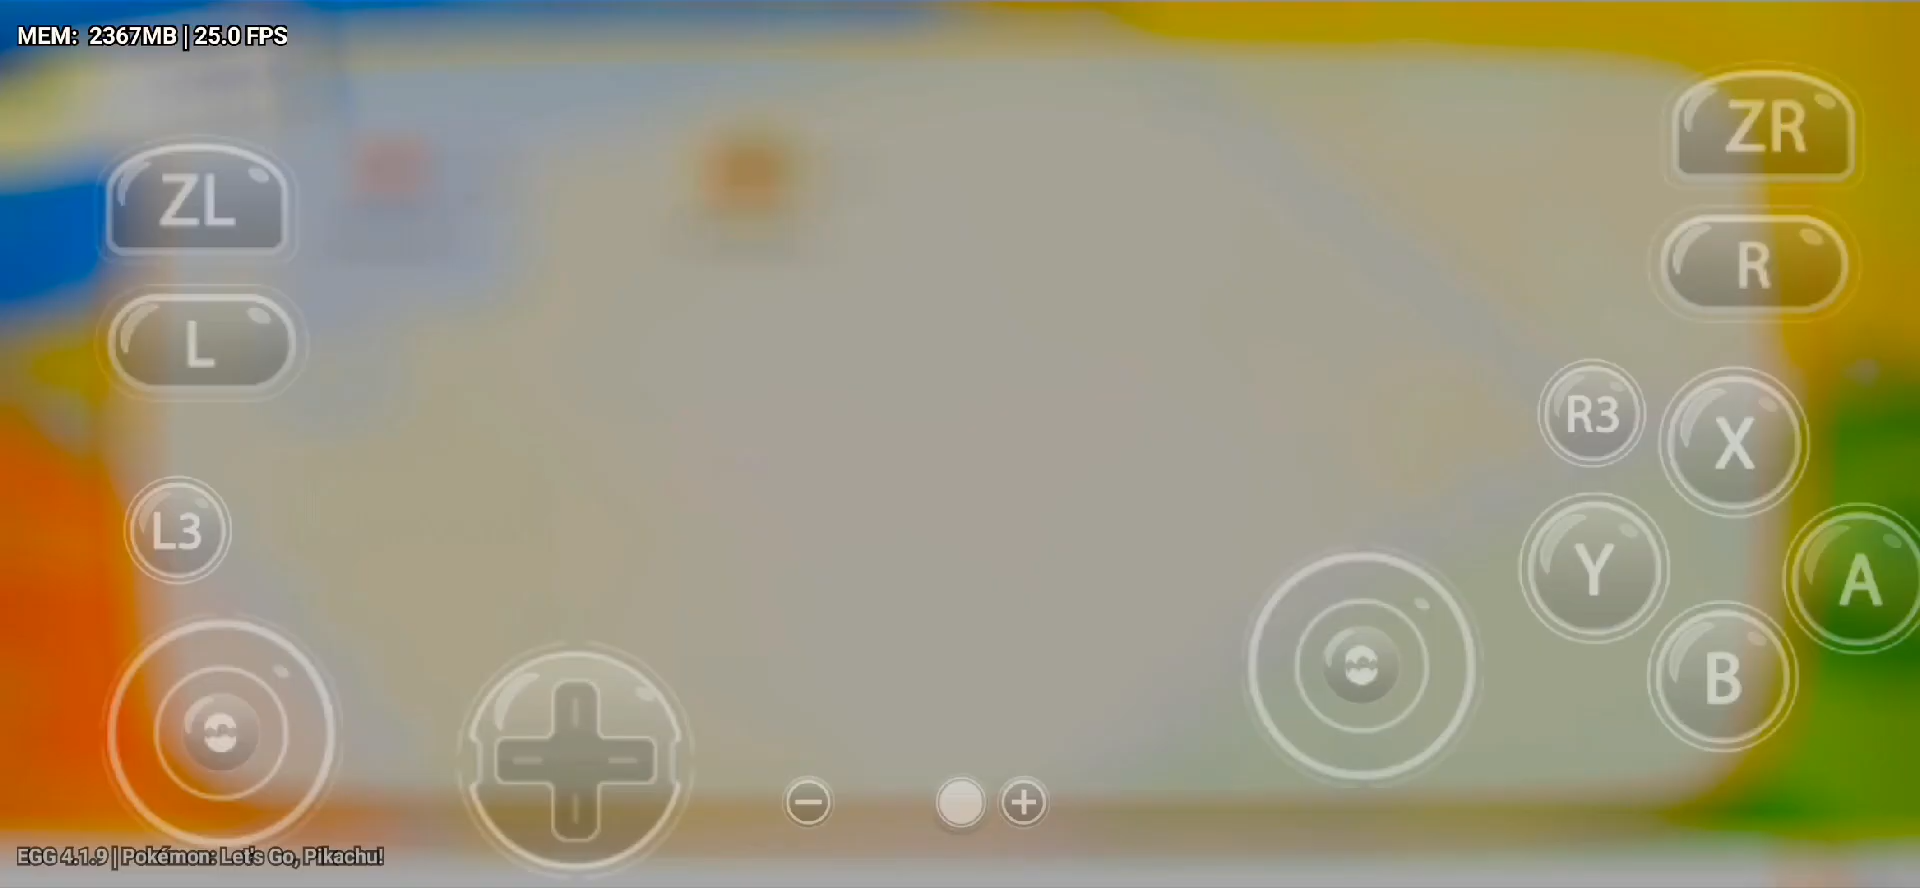 MEM: 2367MB | 25.0 FPS
ZL
ZR
L
R
L3
R3
X
Y
A
B
EGG 4.1.9 | Pokémon: Let's Go, Pikachu!